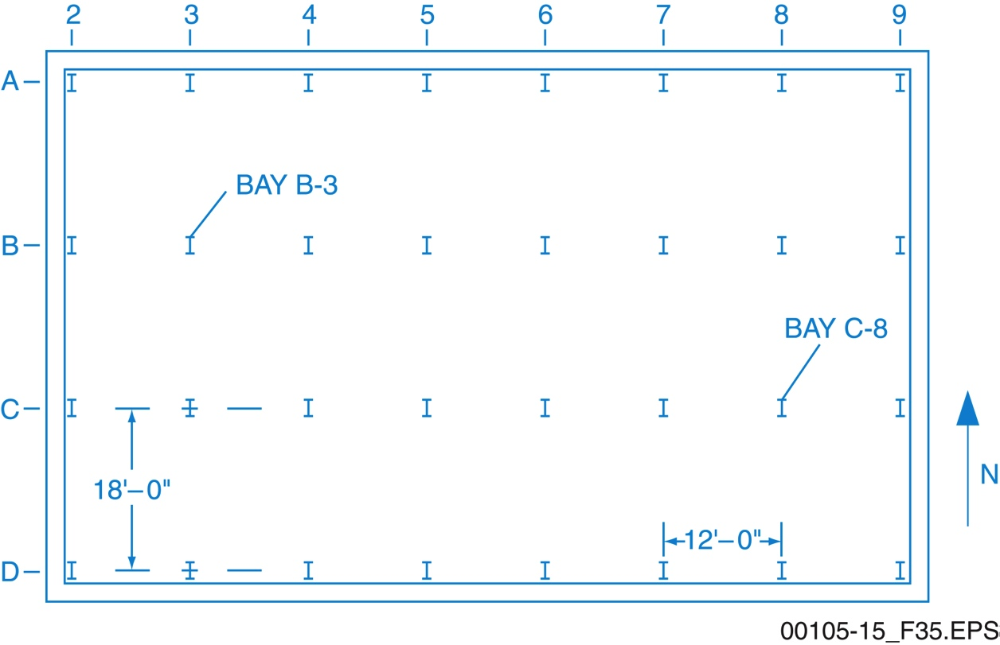 2 3 4 5 6 7 8 9
A
BAY B-3
B
BAY C-8
C
N
18'–0"
12'–0"
D
00105-15_F35.EPS